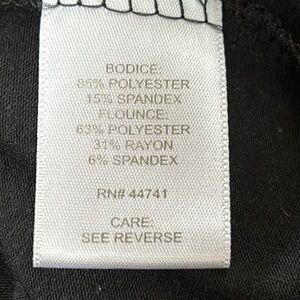 BODICE:
85% POLYESTER
15% SPANDEX
FLOUNCE:
63% POLYESTER
31% RAYON
6% SPANDEX
RN# 44741
CARE:
SEE REVERSE